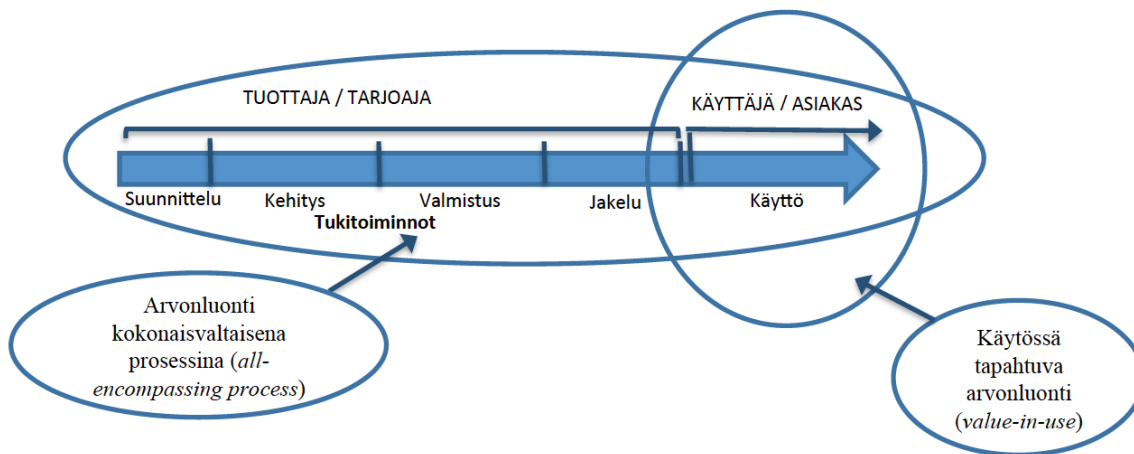 TUOTTAJA / TARJOAJA
KÄYTTÄJÄ / ASIAKAS
Suunnittelu
Kehitys
Valmistus
Jakelu
Käyttö
Tukitoiminnot
Arvonluonti
kokonaisvaltaisena
prosessina (all-
encompassing process)
Käytössä
tapahtuva
arvonluonti
(value-in-use)